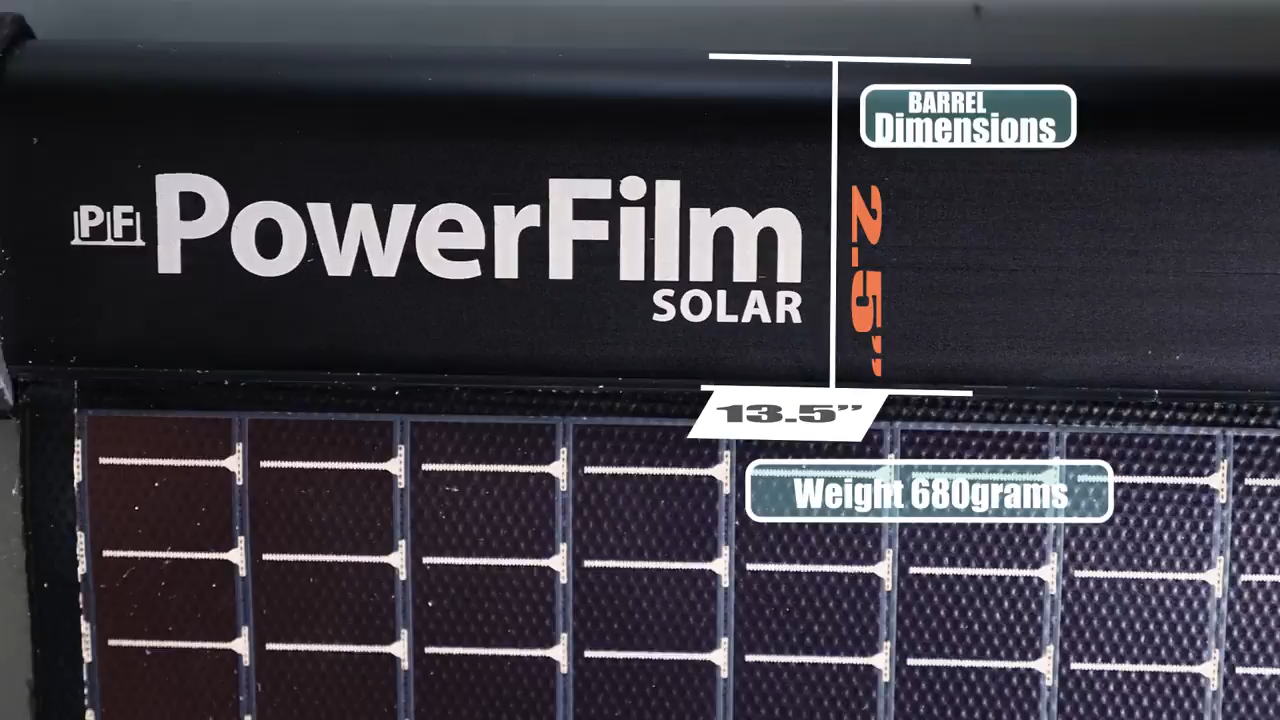 BARREL
Dimensions
PF PowerFilm
SOLAR
2.5"
13.5”
Weight 680grams